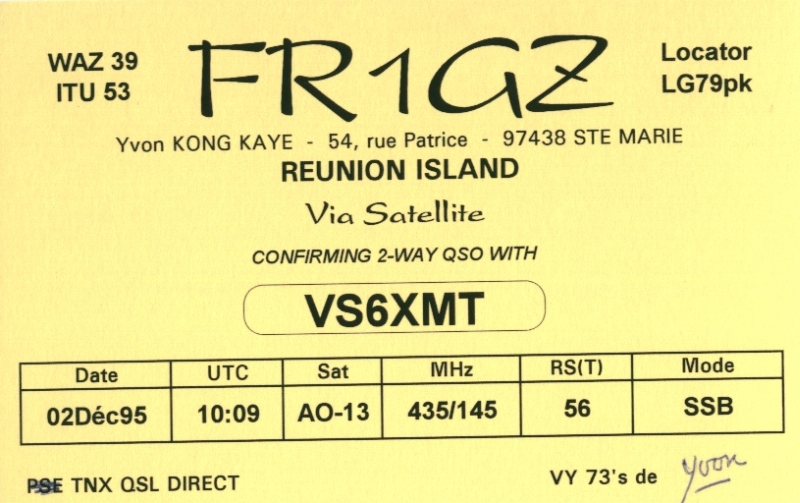 WAZ 39
ITU 53
FR1GZ
Locator
LG79pk
Yvon KONG KAYE - 54, rue Patrice - 97438 STE MARIE
REUNION ISLAND
Via Satellite
CONFIRMING 2-WAY QSO WITH
VS6XMT
Date UTC Sat MHz RS(T) Mode
02Déc95 10:09 AO-13 435/145 56 SSB
PSE TNX QSL DIRECT
VY 73's de Yvon